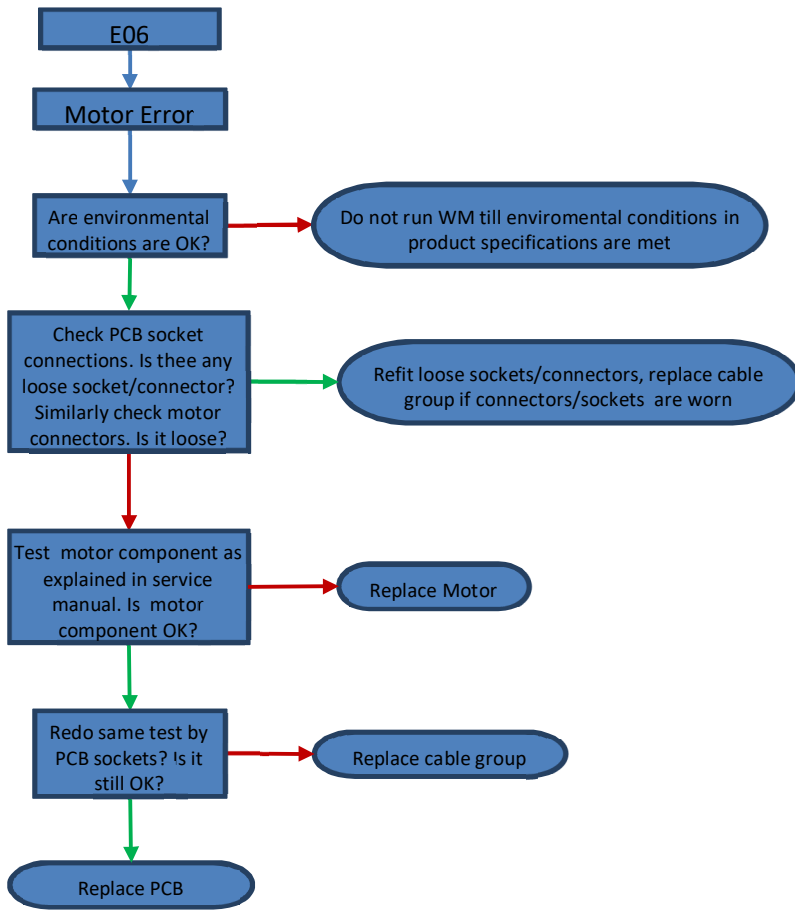 E06
Motor Error
Are environmental
conditions are OK?
Do not run WM till enviromental conditions in
product specifications are met
Check PCB socket
connections. Is thee any
loose socket/connector?
Similarly check motor
connectors. Is it loose?
Refit loose sockets/connectors, replace cable
group if connectors/sockets are worn
Test motor component as
explained in service
manual. Is motor
component OK?
Replace Motor
Redo same test by
PCB sockets? Is it
still OK?
Replace cable group
Replace PCB